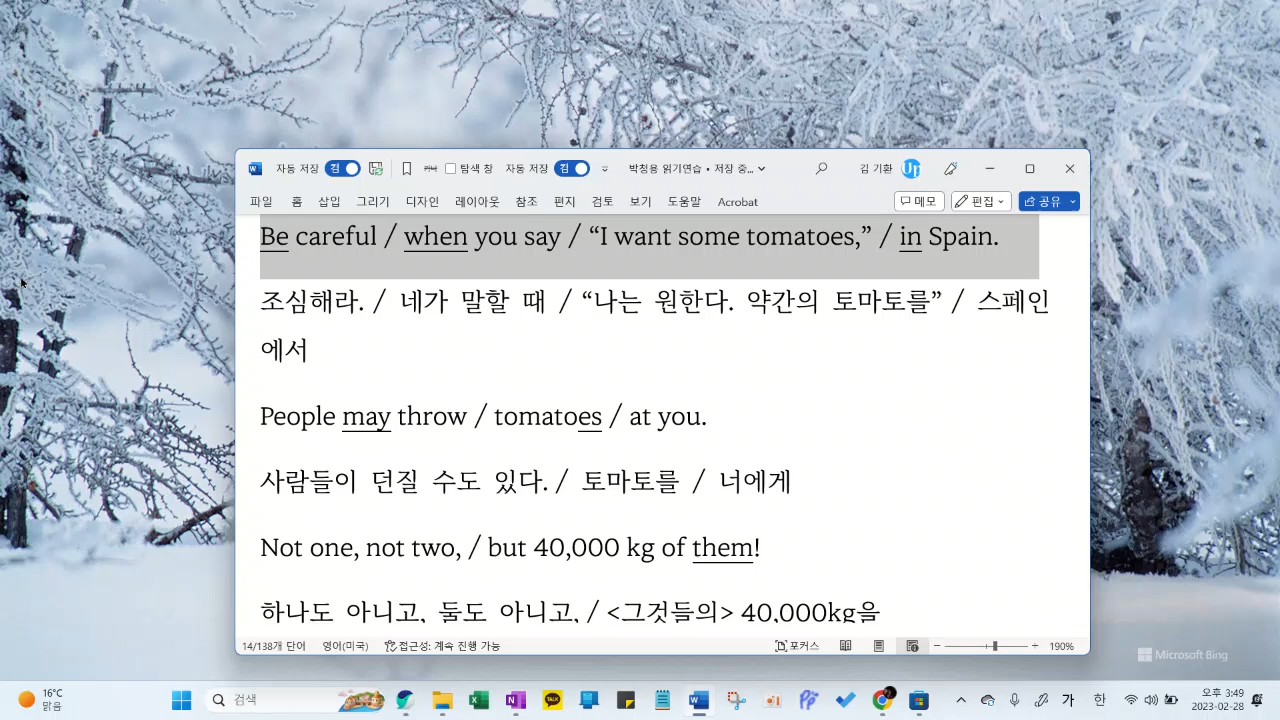 자동 저장 켬 탐색 창 자동 저장 켬 박청용 읽기연습 • 저장 중... 김 기환 Up
파일 홈 삽입 그리기 디자인 레이아웃 참조 편지 검토 보기 도움말 Acrobat 메모 편집 공유
Be careful / when you say / “I want some tomatoes,” / in Spain.
조심해라. / 네가 말할 때 / “나는 원한다. 약간의 토마토를” / 스페인
에서
People may throw / tomatoes / at you.
사람들이 던질 수도 있다. / 토마토를 / 너에게
Not one, not two, / but 40,000 kg of them!
하나도 아니고, 둘도 아니고, / <그것들의> 40,000kg을
14/138개 단어 영어(미국) 접근성: 계속 진행 가능 포커스 190%
Microsoft Bing
16°C
맑음
검색
가 한
오후 3:49
2023-02-28